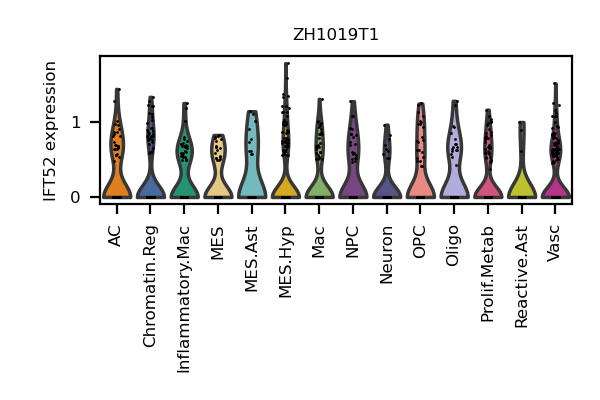 ZH1019T1
IFT52 expression
1
0
AC
Chromatin.Reg
Inflammatory.Mac
MES
MES.Ast
MES.Hyp
Mac
NPC
Neuron
OPC
Oligo
Prolif.Metab
Reactive.Ast
Vasc